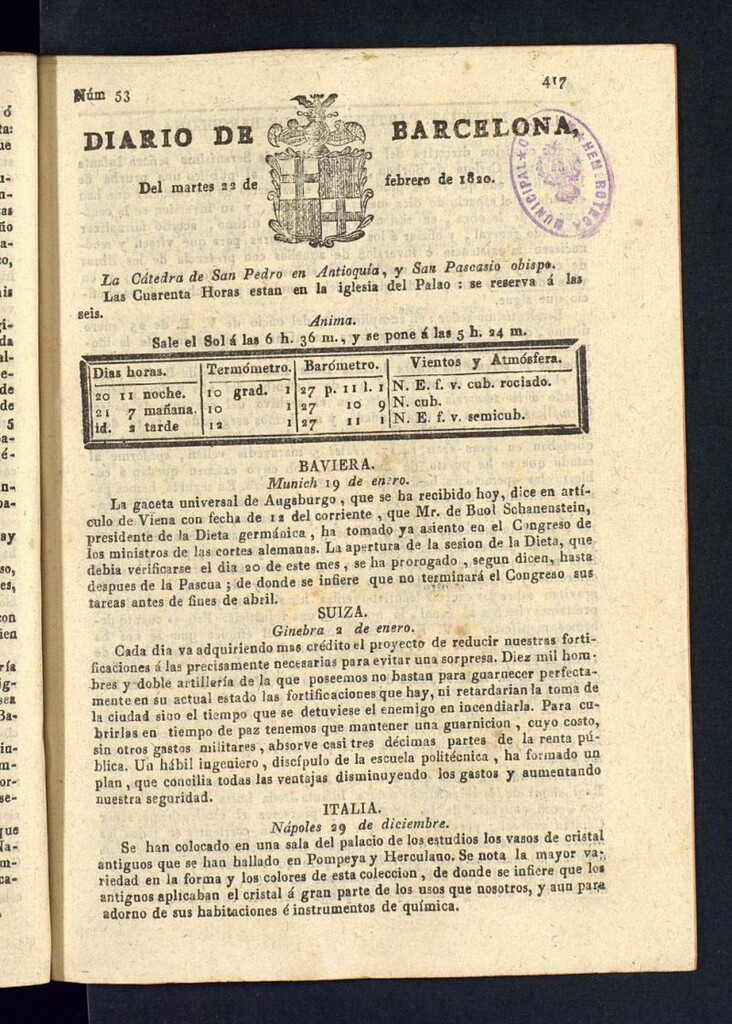 Núm 53
417
DIARIO DE BARCELONA,
Del martes 22 de febrero de 1820.
HEMEROTECA MUNICIPAL
La Cátedra de San Pedro en Antioquía, y San Pascasio obispo.
Las Cuarenta Horas estan en la iglesia del Palao : se reserva á las
seis.
Anima.
Sale el Sol á las 6 h. 36 m., y se pone á las 5 h. 24 m.
Dias horas. Termómetro. Barómetro. Vientos y Atmósfera.
20 11 noche. 10 grad. 1 27 p. 11 l. 1 N. E. f. v. cub. rociado.
21 7 mañana. 10 1 27 10 9 N. cub.
id. 2 tarde 12 1 27 11 1 N. E. f. v. semicub.
BAVIERA.
Munich 19 de enero.
La gaceta universal de Augsburgo, que se ha recibido hoy, dice en artí-
culo de Viena con fecha de 12 del corriente, que Mr. de Buol Schanenstein,
presidente de la Dieta germánica, ha tomado ya asiento en el Congreso de
los ministros de las cortes alemanas. La apertura de la sesion de la Dieta, que
debia verificarse el dia 20 de este mes, se ha prorogado, segun dicen, hasta
despues de la Pascua ; de donde se infiere que no terminará el Congreso sus
tareas antes de fines de abril.
SUIZA.
Ginebra 2 de enero.
Cada dia va adquiriendo mas crédito el proyecto de reducir nuestras forti-
ficaciones á las precisamente necesarias para evitar una sorpresa. Diez mil hom-
bres y doble artillería de la que poseemos no bastan para guarnecer perfecta-
mente en su actual estado las fortificaciones que hay, ni retardarian la toma de
la ciudad sino el tiempo que se detuviese el enemigo en incendiarla. Para cu-
brirlas en tiempo de paz tenemos que mantener una guarnicion, cuyo costo,
sin otros gastos militares, absorve casi tres décimas partes de la renta pú-
blica. Un hábil ingeniero, discípulo de la escuela politécnica, ha formado un
plan, que concilia todas las ventajas disminuyendo los gastos y aumentando
nuestra seguridad.
ITALIA.
Nápoles 29 de diciembre.
Se han colocado en una sala del palacio de los estudios los vasos de cristal
antiguos que se han hallado en Pompeya y Herculano. Se nota la mayor va-
riedad en la forma y los colores de esta coleccion, de donde se infiere que los
antiguos aplicaban el cristal á gran parte de los usos que nosotros, y aun para
adorno de sus habitaciones é instrumentos de química.